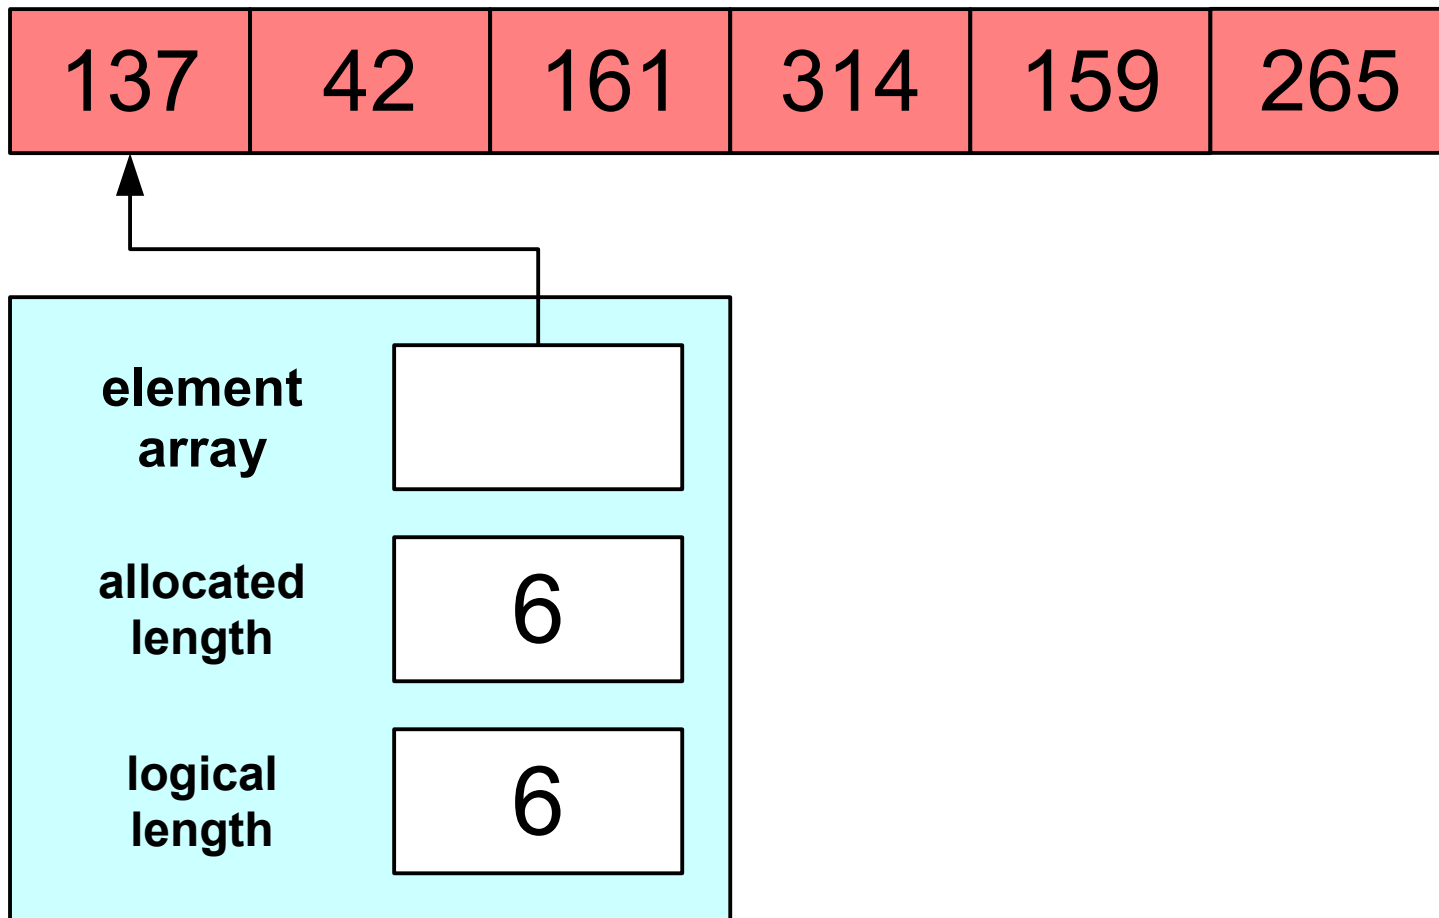 137 42 161 314 159 265
element
array
allocated
length
6
logical
length
6